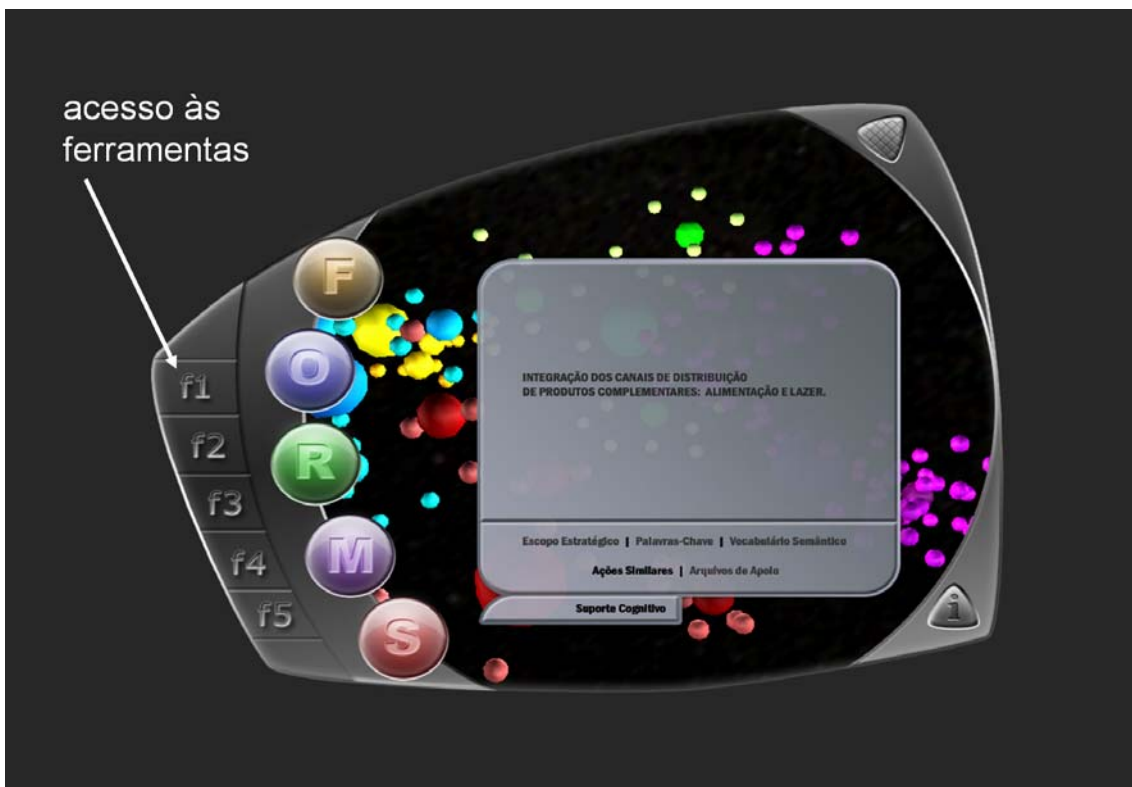 acesso às
ferramentas
F
O
R
M
S
f1
f2
f3
f4
f5
INTEGRAÇÃO DOS CANAIS DE DISTRIBUIÇÃO
DE PRODUTOS COMPLEMENTARES: ALIMENTAÇÃO E LAZER.
Escopo Estratégico | Palavras-Chave | Vocabulário Semântico
Ações Similares | Arquivos de Apoio
Suporte Cognitivo
i